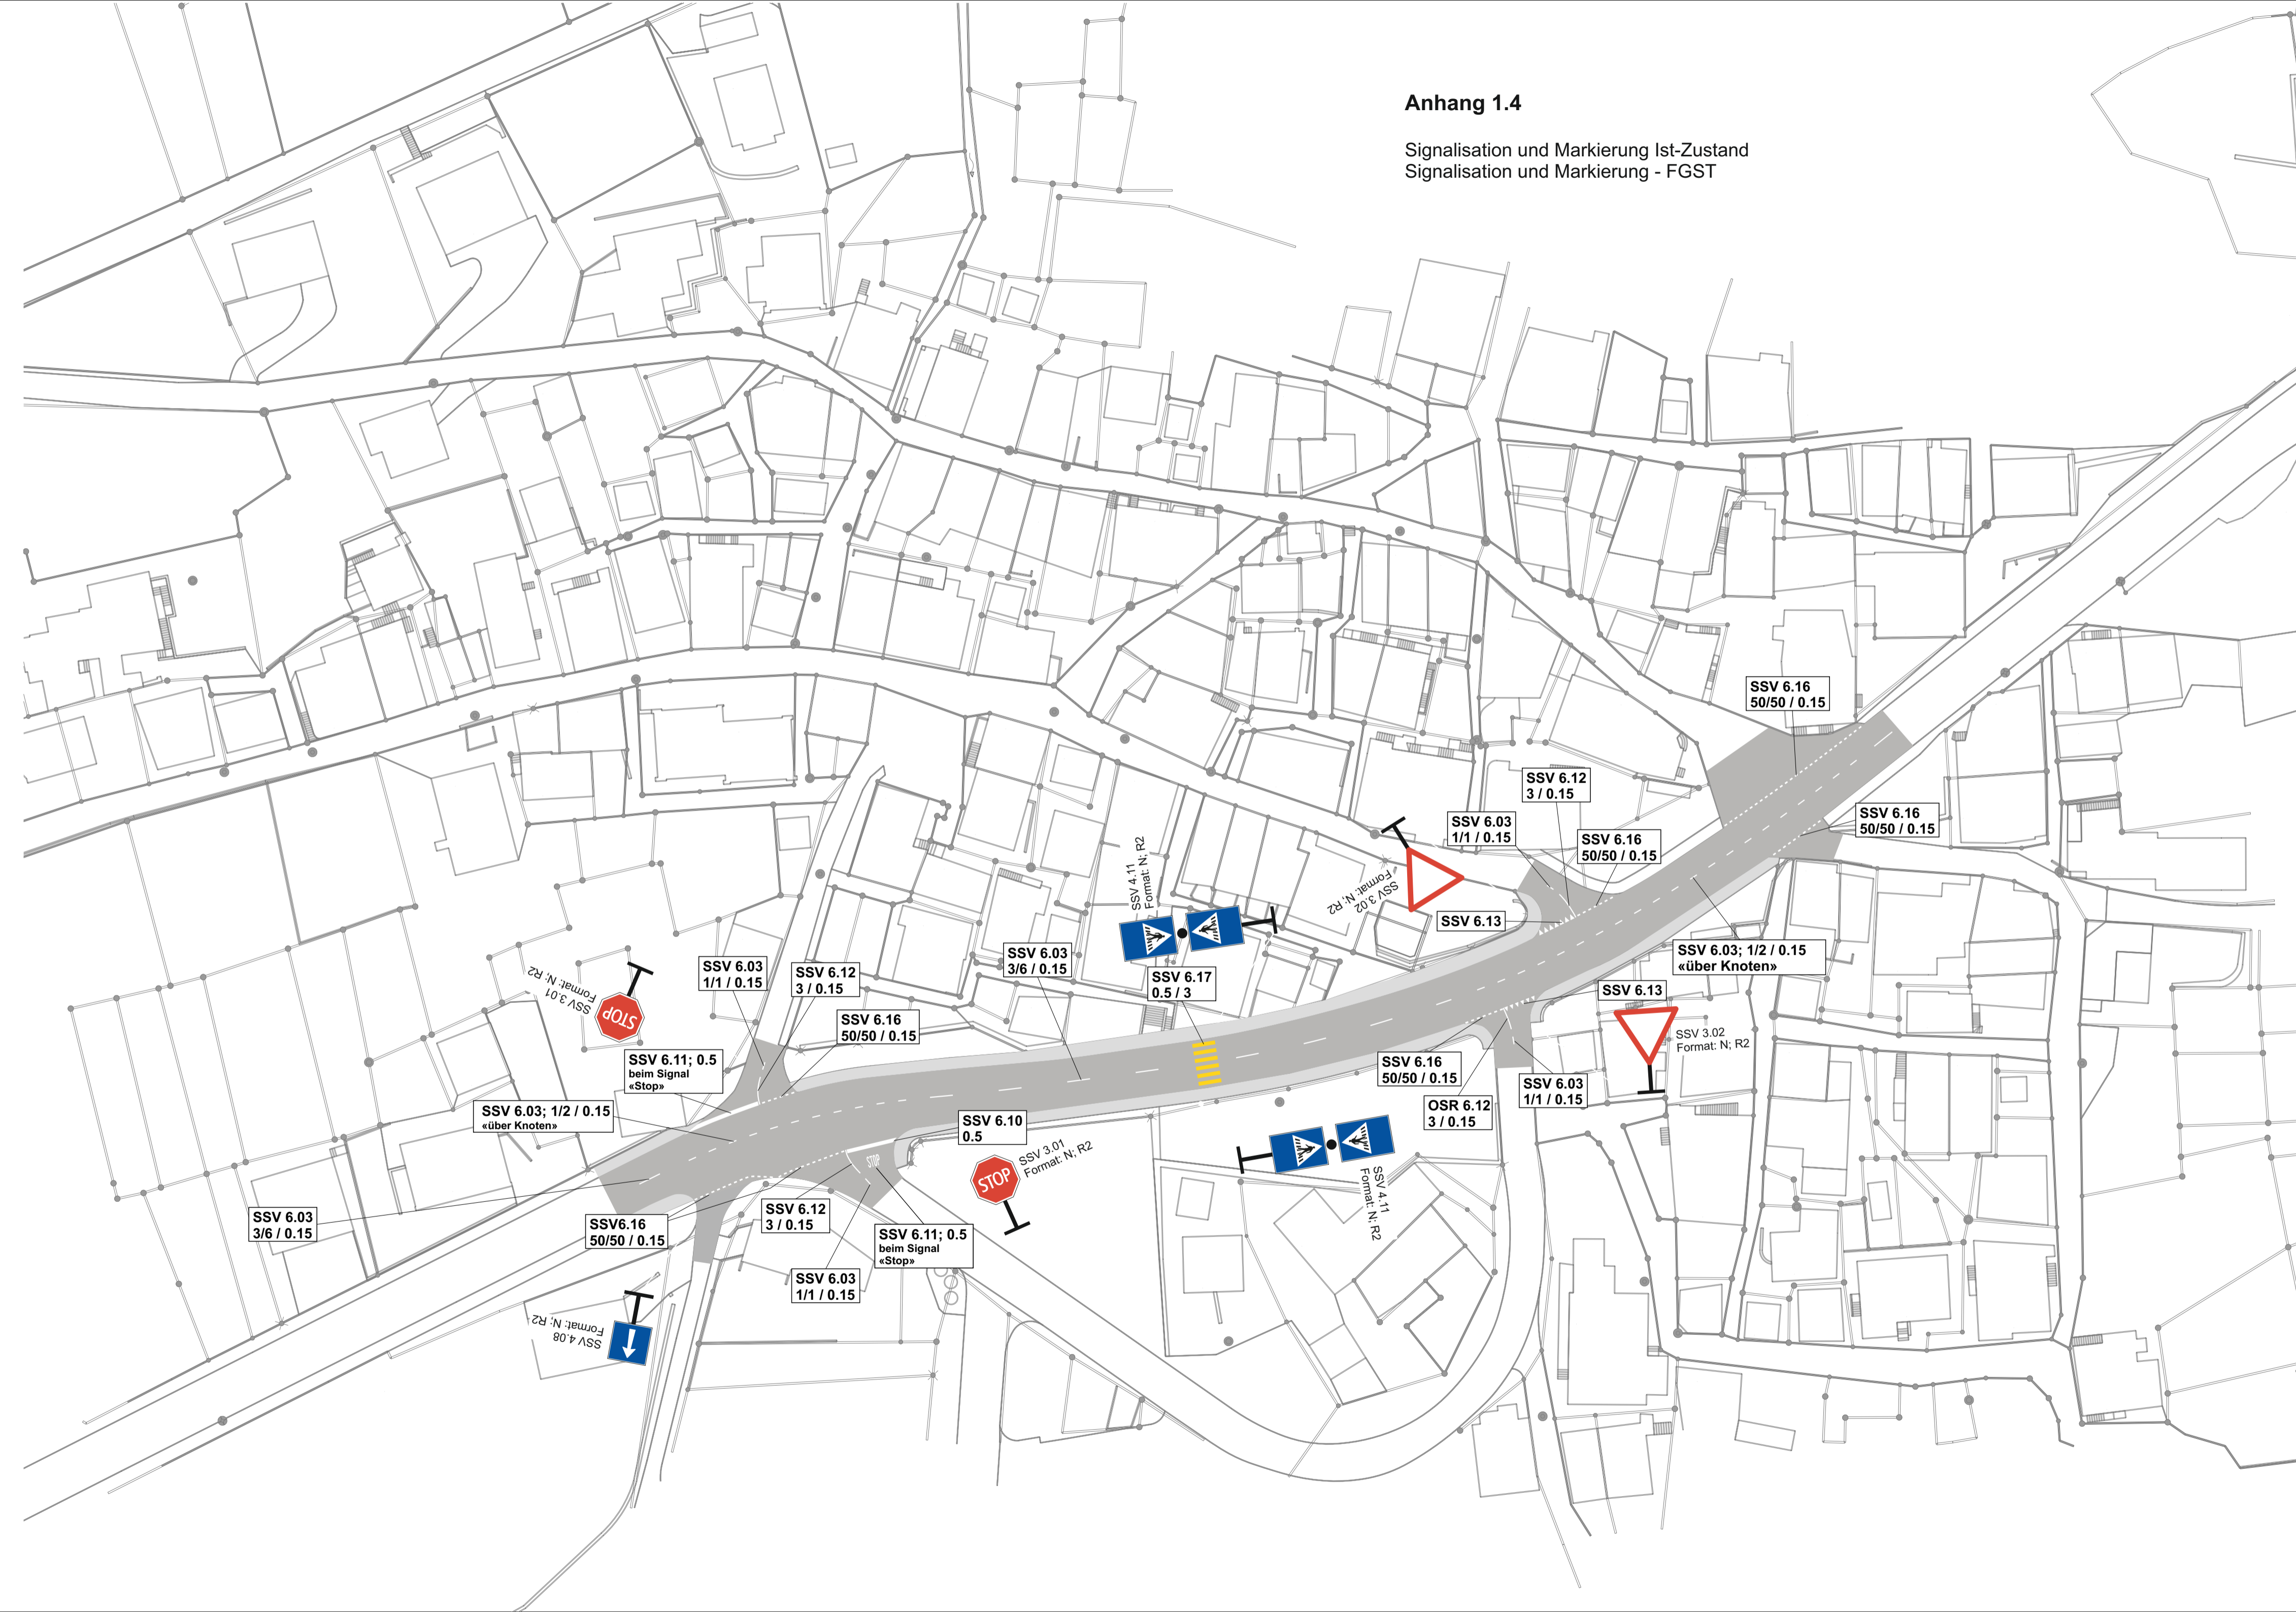 Anhang 1.4
Signalisation und Markierung Ist-Zustand
Signalisation und Markierung - FGST
SSV 6.16
50/50 / 0.15
SSV 6.12
3 / 0.15
SSV 6.03
1/1 / 0.15
SSV 6.16
50/50 / 0.15
SSV 6.16
50/50 / 0.15
SSV 4.11
Format: N; R2
SSV 3.02
Format: N; R2
SSV 6.13
SSV 6.03; 1/2 / 0.15
«über Knoten»
SSV 6.03
3/6 / 0.15
SSV 6.17
0.5 / 3
SSV 6.03
1/1 / 0.15
SSV 6.12
3 / 0.15
SSV 6.13
SSV 3.01
Format: N; R2
STOP
SSV 6.16
50/50 / 0.15
SSV 3.02
Format: N; R2
SSV 6.11; 0.5
beim Signal
«Stop»
SSV 6.16
50/50 / 0.15
SSV 6.03
1/1 / 0.15
SSV 6.03; 1/2 / 0.15
«über Knoten»
OSR 6.12
3 / 0.15
SSV 6.10
0.5
STOP
STOP
SSV 3.01
Format: N; R2
SSV 4.11
Format: N; R2
SSV 6.03
3/6 / 0.15
SSV6.16
50/50 / 0.15
SSV 6.12
3 / 0.15
SSV 6.11; 0.5
beim Signal
«Stop»
SSV 6.03
1/1 / 0.15
SSV 4.08
Format: N; R2